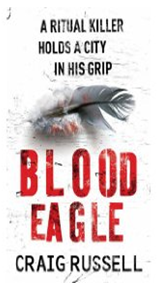 A RITUAL KILLER
HOLDS A CITY
IN HIS GRIP
BLOOD
EAGLE
CRAIG RUSSELL